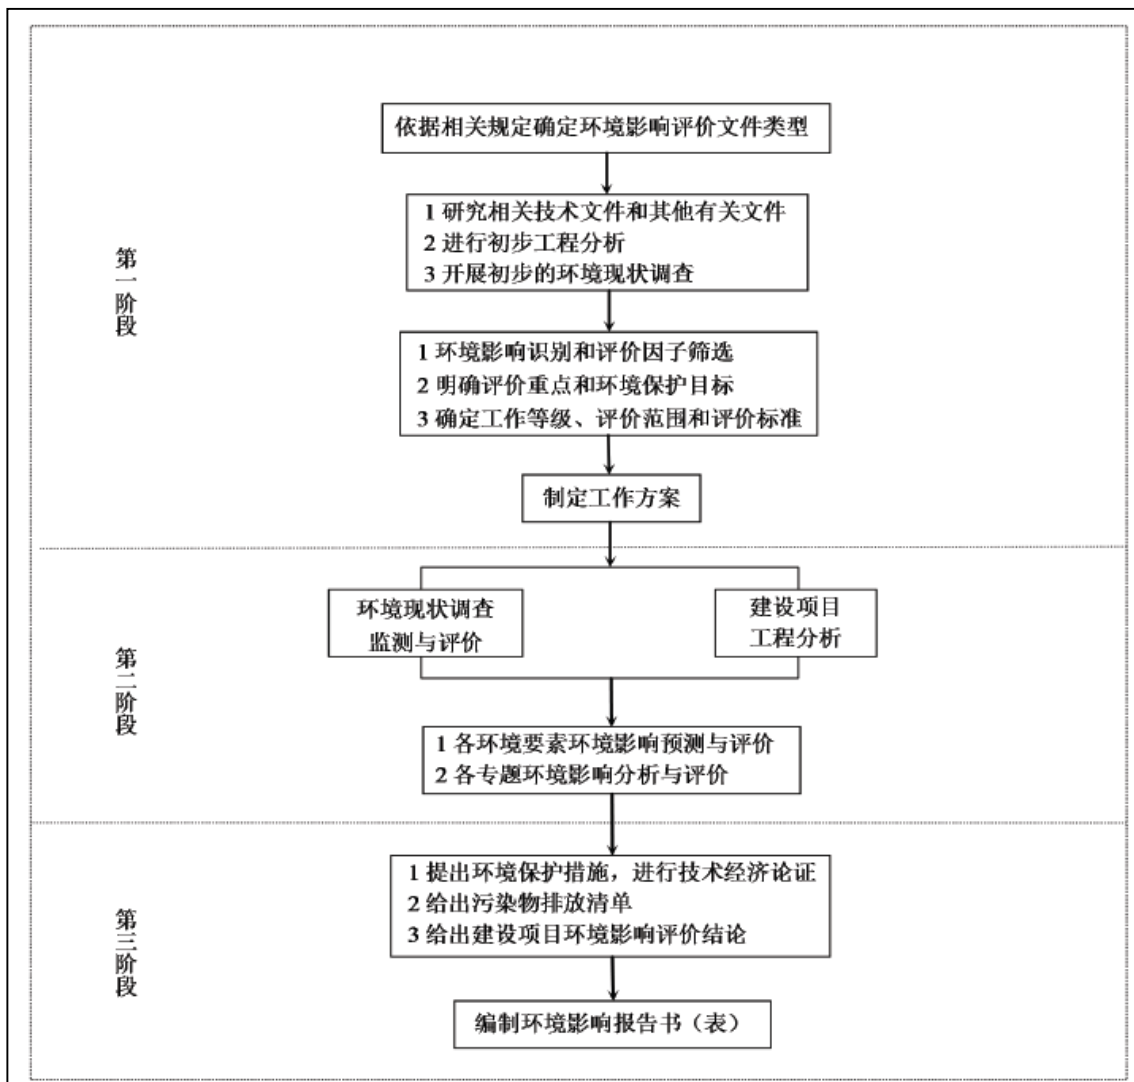 依据相关规定确定环境影响评价文件类型
1 研究相关技术文件和其他有关文件
2 进行初步工程分析
3 开展初步的环境现状调查
第一阶段
1 环境影响识别和评价因子筛选
2 明确评价重点和环境保护目标
3 确定工作等级、评价范围和评价标准
制定工作方案
环境现状调查
监测与评价
建设项目
工程分析
第二阶段
1 各环境要素环境影响预测与评价
2 各专题环境影响分析与评价
1 提出环境保护措施，进行技术经济论证
2 给出污染物排放清单
3 给出建设项目环境影响评价结论
第三阶段
编制环境影响报告书（表）